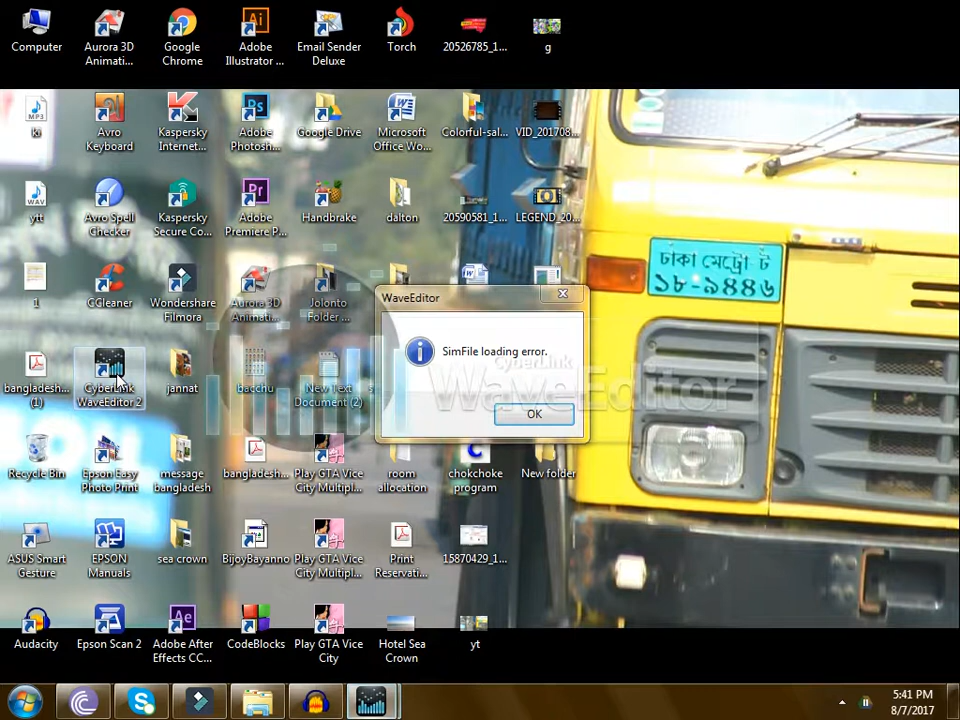 Computer
Aurora 3D
Animati...
Google
Chrome
Adobe
Illustrator ...
Email Sender
Deluxe
Torch
20526785_1...
g
ki
Avro
Keyboard
Kaspersky
Internet...
Adobe
Photosh...
Google Drive
Microsoft
Office Wo...
Colorful-sal...
VID_201708...
ytt
Avro Spell
Checker
Kaspersky
Secure Co...
Adobe
Premiere P...
Handbrake
dalton
20590581_1...
LEGEND_20...
1
CCleaner
Wondershare
Filmora
Aurora 3D
Animati...
Jolonto
Folder ...
ঢাকা মেট্রো-ট
১৮-৯৪৪৬
WaveEditor
SimFile loading error.
OK
CyberLink
WaveEditor
bangladesh...
(1)
CyberLink
WaveEditor 2
jannat
bacchu
New Text
Document (2)
Recycle Bin
Epson Easy
Photo Print
message
bangladesh
bangladesh...
Play GTA Vice
City Multipl...
room
allocation
chokchoke
program
New folder
ASUS Smart
Gesture
EPSON
Manuals
sea crown
BijoyBayanno
Play GTA Vice
City Multipl...
Print
Reservati...
15870429_1...
Audacity
Epson Scan 2
Adobe After
Effects CC...
CodeBlocks
Play GTA Vice
City
Hotel Sea
Crown
yt
5:41 PM
8/7/2017